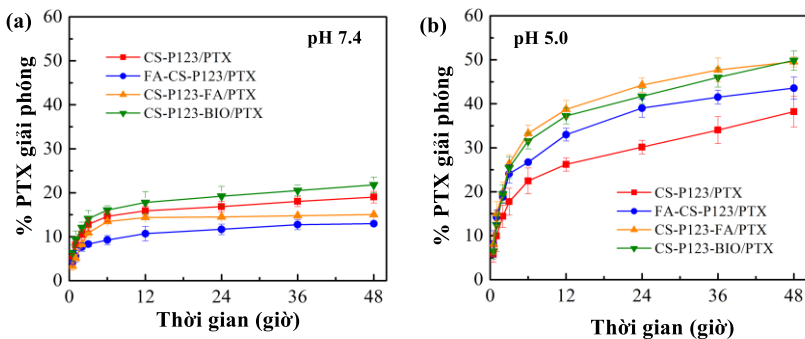 (a)
pH 7.4
CS-P123/PTX
FA-CS-P123/PTX
CS-P123-FA/PTX
CS-P123-BIO/PTX
% PTX giải phóng
60
50
40
30
20
10
0
0 12 24 36 48
Thời gian (giờ)
(b)
pH 5.0
CS-P123/PTX
FA-CS-P123/PTX
CS-P123-FA/PTX
CS-P123-BIO/PTX
% PTX giải phóng
60
50
40
30
20
10
0
0 12 24 36 48
Thời gian (giờ)